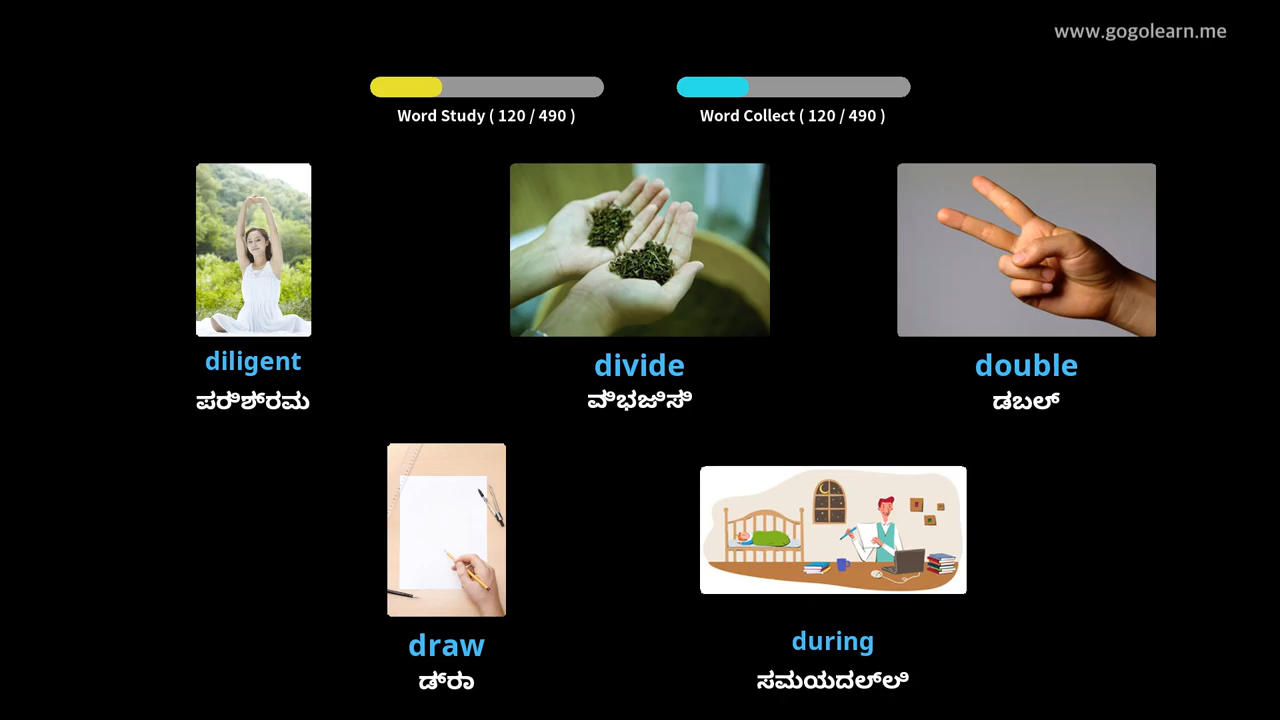 www.gogolearn.me
Word Study ( 120 / 490 )
Word Collect ( 120 / 490 )
diligent
ಪರಿಶ್ರಮ
divide
ವಿಭಜಿಸಿ
double
ಡಬಲ್
draw
ಡ್ರಾ
during
ಸಮಯದಲ್ಲಿ